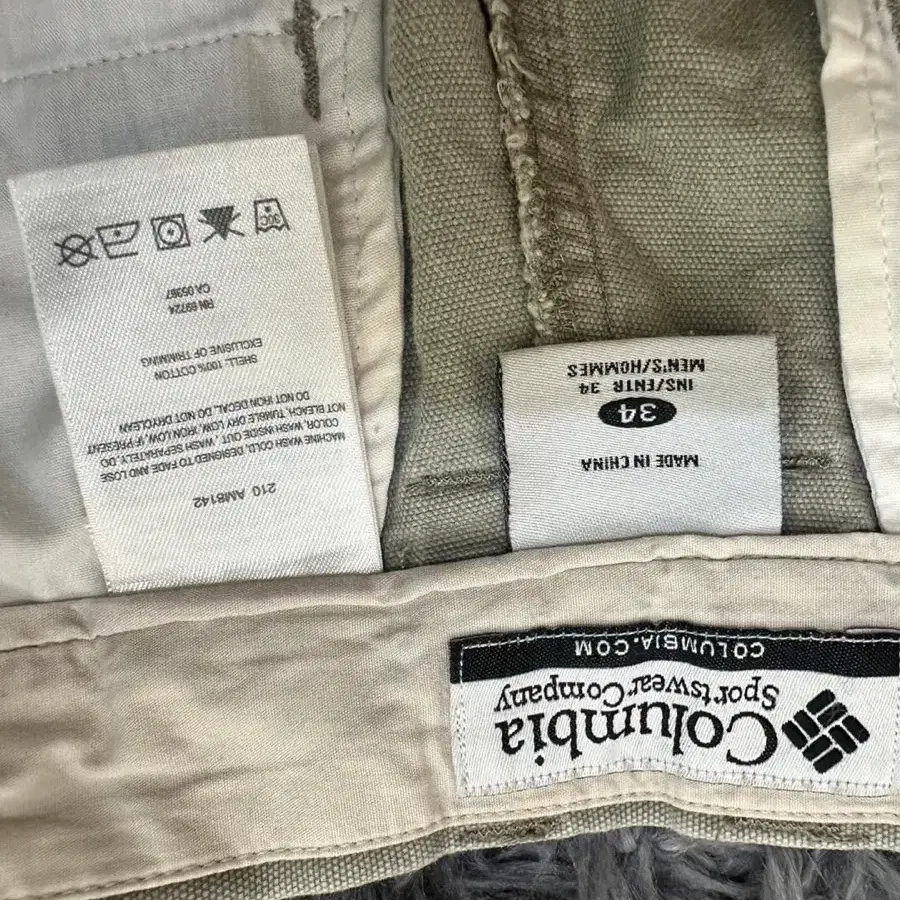 Columbia
Sportswear Company
COLUMBIA.COM
MADE IN CHINA
34
INS/ENTR 34
MEN'S/HOMMES
210 AM8142
MACHINE WASH COLD, DESIGNED TO FADE AND LOSE
COLOR, WASH INSIDE OUT, WASH SEPARATELY, DO
NOT BLEACH, TUMBLE DRY LOW, IRON LOW, IF PRESENT
DO NOT IRON DECAL, DO NOT DRYCLEAN
SHELL: 100% COTTON
EXCLUSIVE OF TRIMMING
RN 69724
CA 05367
30C